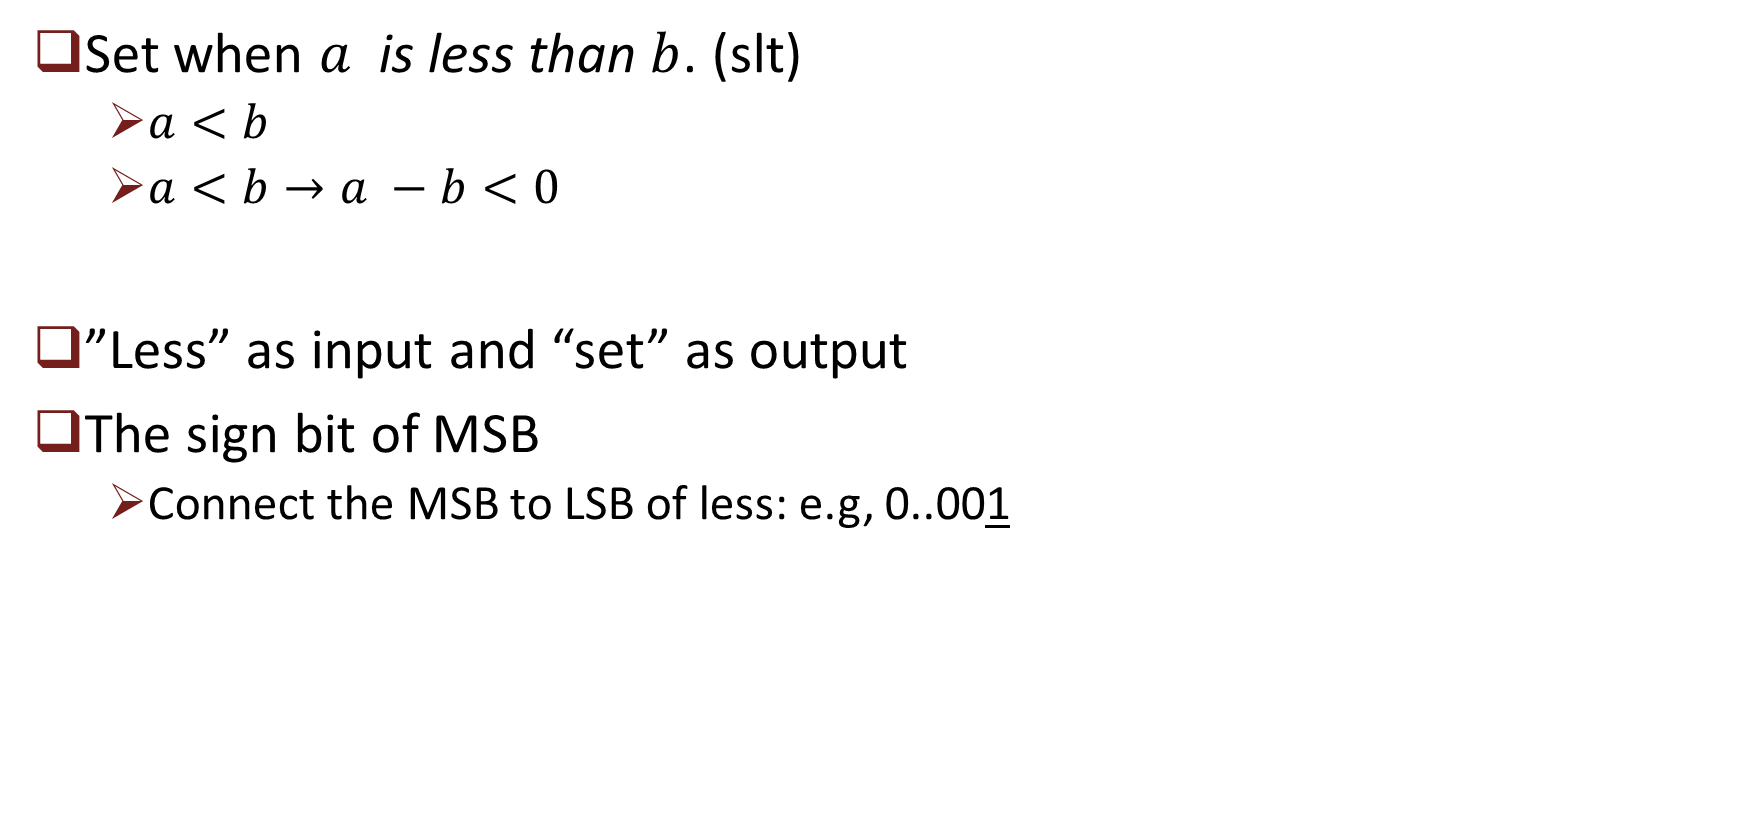 Set when a is less than b. (slt)
a < b
a < b → a − b < 0
”Less” as input and “set” as output
The sign bit of MSB
Connect the MSB to LSB of less: e.g, 0..001